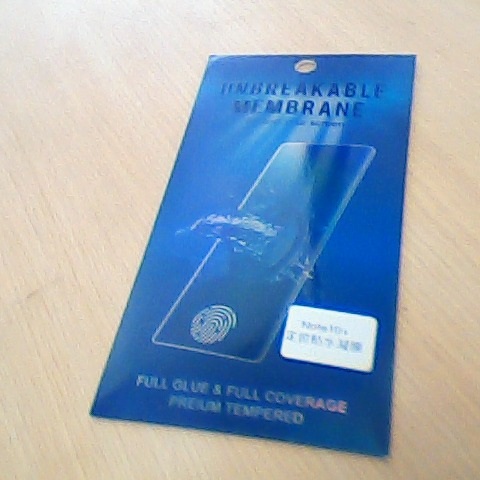 UNBREAKABLE
MEMBRANE
Note10+
FULL GLUE & FULL COVERAGE
PREIUM TEMPERED